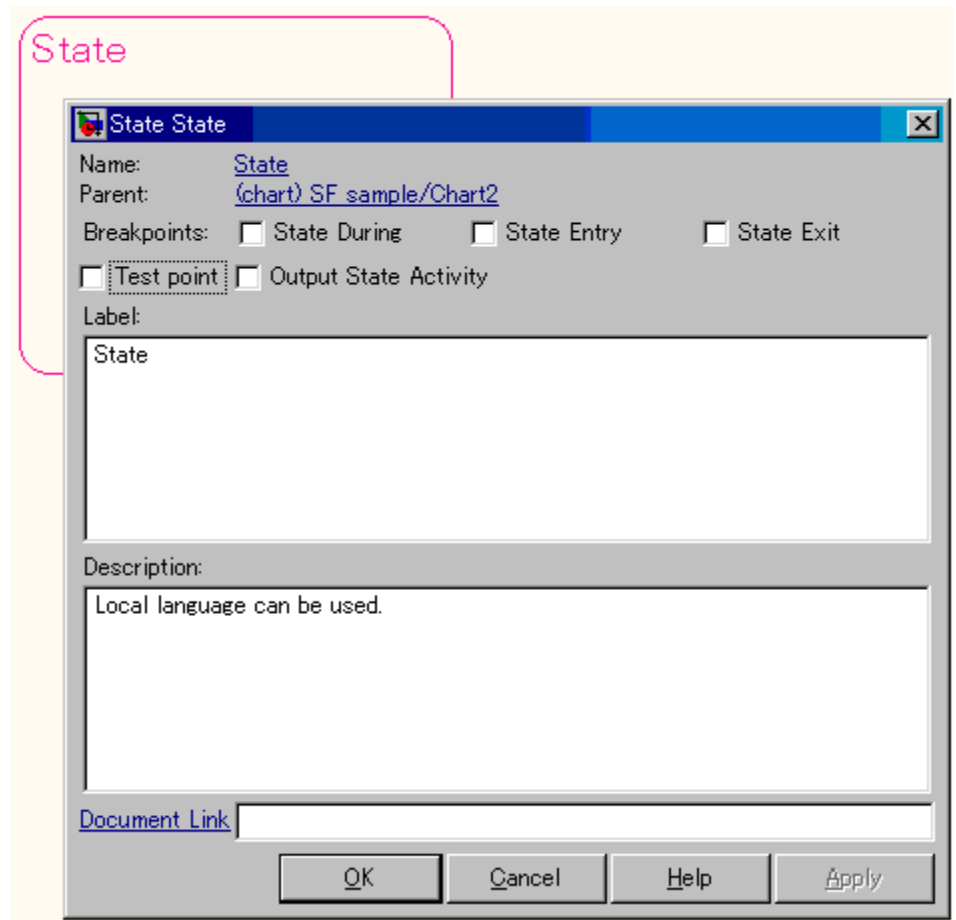 State
State State
Name: State
Parent: (chart) SF sample/Chart2
Breakpoints: State During State Entry State Exit
Test point Output State Activity
Label:
State
Description:
Local language can be used.
Document Link
OK Cancel Help Apply